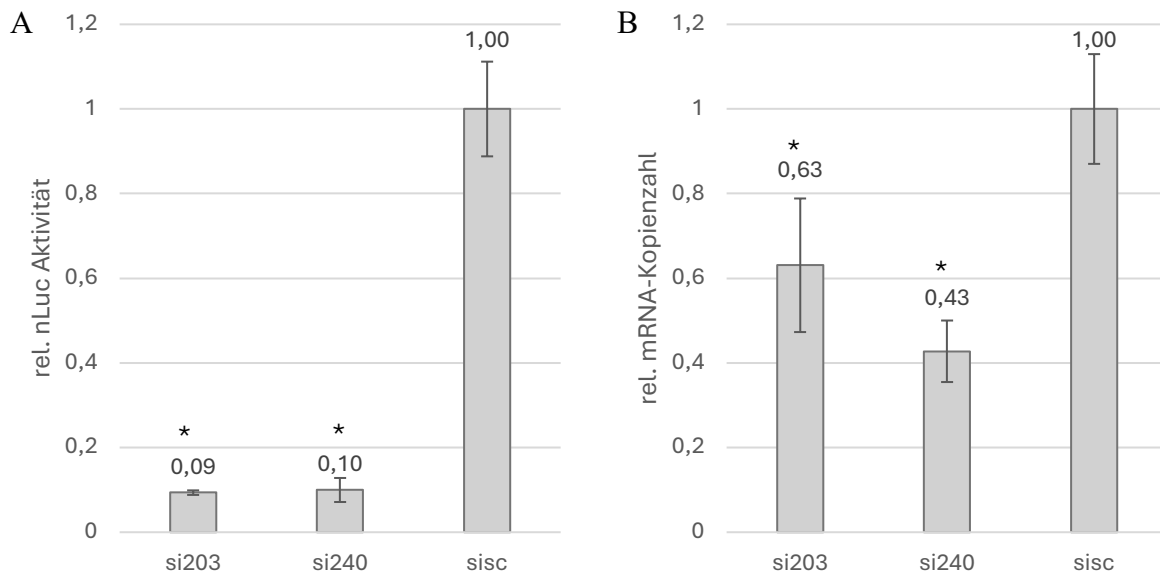 A
rel. nLuc Aktivität
1,2
1
0,8
0,6
0,4
0,2
0
*
0,09
*
0,10
1,00
si203
si240
sisc
B
rel. mRNA-Kopienzahl
1,2
1
0,8
0,6
0,4
0,2
0
*
0,63
*
0,43
1,00
si203
si240
sisc